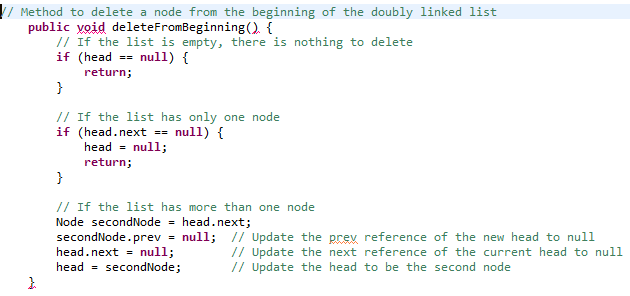 // Method to delete a node from the beginning of the doubly linked list
public void deleteFromBeginning() {
// If the list is empty, there is nothing to delete
if (head == null) {
return;
}
// If the list has only one node
if (head.next == null) {
head = null;
return;
}
// If the list has more than one node
Node secondNode = head.next;
secondNode.prev = null; // Update the prev reference of the new head to null
head.next = null; // Update the next reference of the current head to null
head = secondNode; // Update the head to be the second node
}